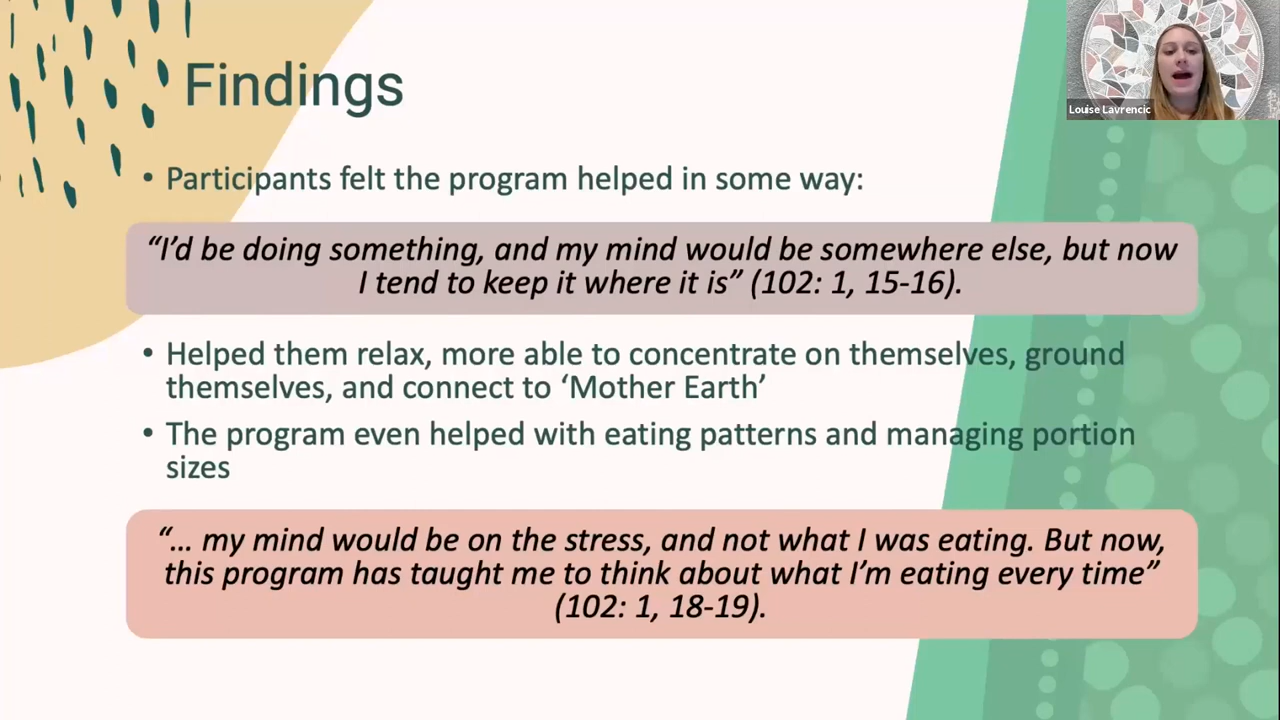 Findings
Louise Lavrencic
• Participants felt the program helped in some way:
“I’d be doing something, and my mind would be somewhere else, but now
I tend to keep it where it is” (102: 1, 15-16).
• Helped them relax, more able to concentrate on themselves, ground
themselves, and connect to ‘Mother Earth’
• The program even helped with eating patterns and managing portion
sizes
“… my mind would be on the stress, and not what I was eating. But now,
this program has taught me to think about what I’m eating every time”
(102: 1, 18-19).